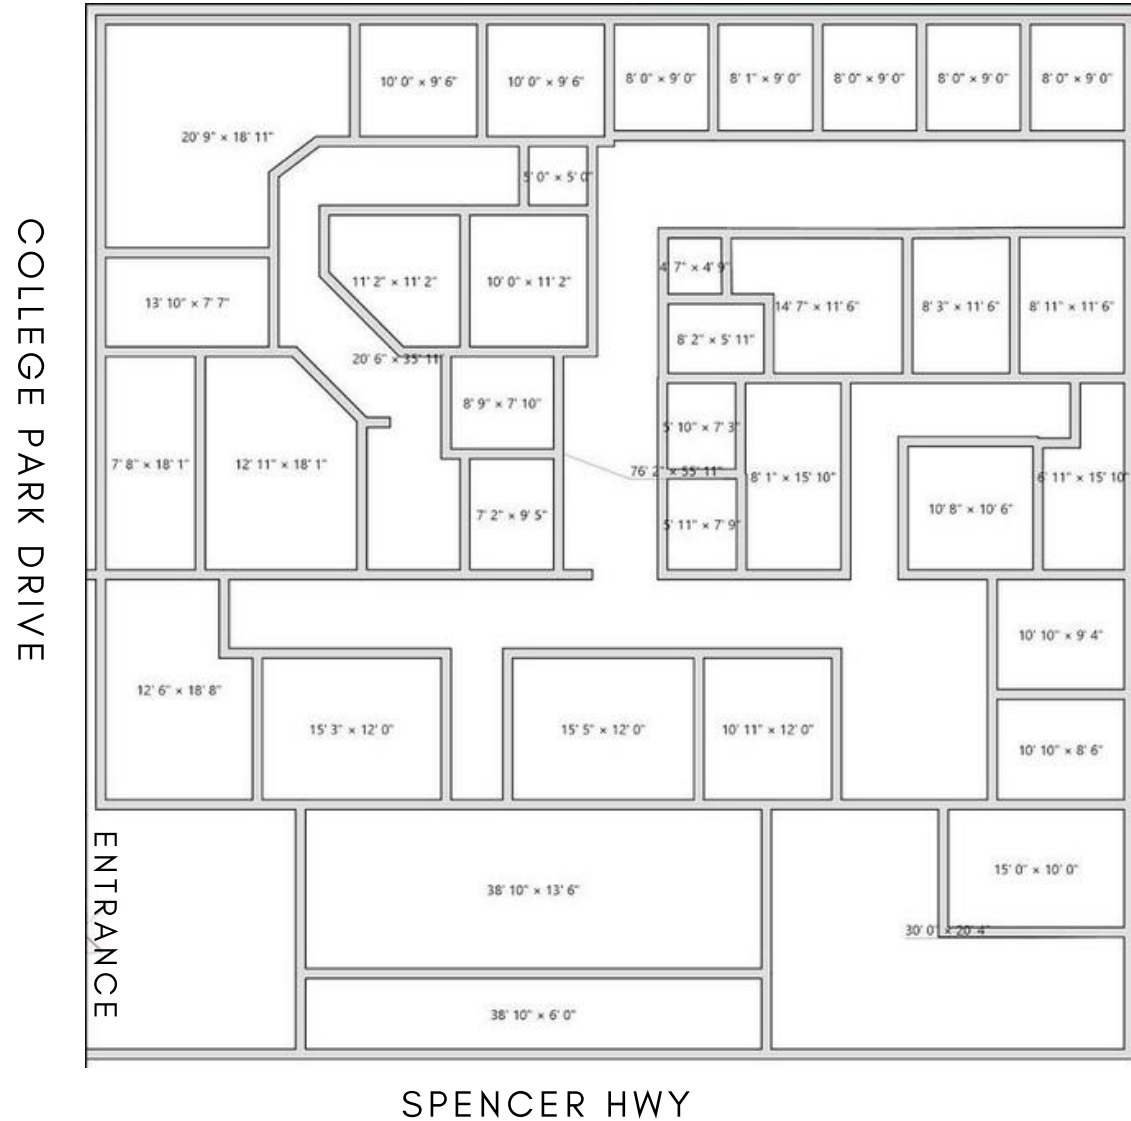 10' 0" × 9' 6"
10' 0" × 9' 6"
8' 0" × 9' 0"
8' 1" × 9' 0"
8' 0" × 9' 0"
8' 0" × 9' 0"
8' 0" × 9' 0"
20' 9" × 18' 11"
5' 0" × 5' 0"
4' 7" × 4' 9"
11' 2" × 11' 2"
10' 0" × 11' 2"
13' 10" × 7' 7"
14' 7" × 11' 6"
8' 3" × 11' 6"
8' 11" × 11' 6"
8' 2" × 5' 11"
20' 6" × 35' 11"
8' 9" × 7' 10"
5' 10" × 7' 3"
7' 8" × 18' 1"
12' 11" × 18' 1"
76' 2" × 55' 11"
8' 1" × 15' 10"
6' 11" × 15' 10"
7' 2" × 9' 5"
5' 11" × 7' 9"
10' 8" × 10' 6"
COLLEGE PARK DRIVE
10' 10" × 9' 4"
12' 6" × 18' 8"
15' 3" × 12' 0"
15' 5" × 12' 0"
10' 11" × 12' 0"
10' 10" × 8' 6"
ENTRANCE
38' 10" × 13' 6"
15' 0" × 10' 0"
30' 0" × 20' 4"
38' 10" × 6' 0"
SPENCER HWY